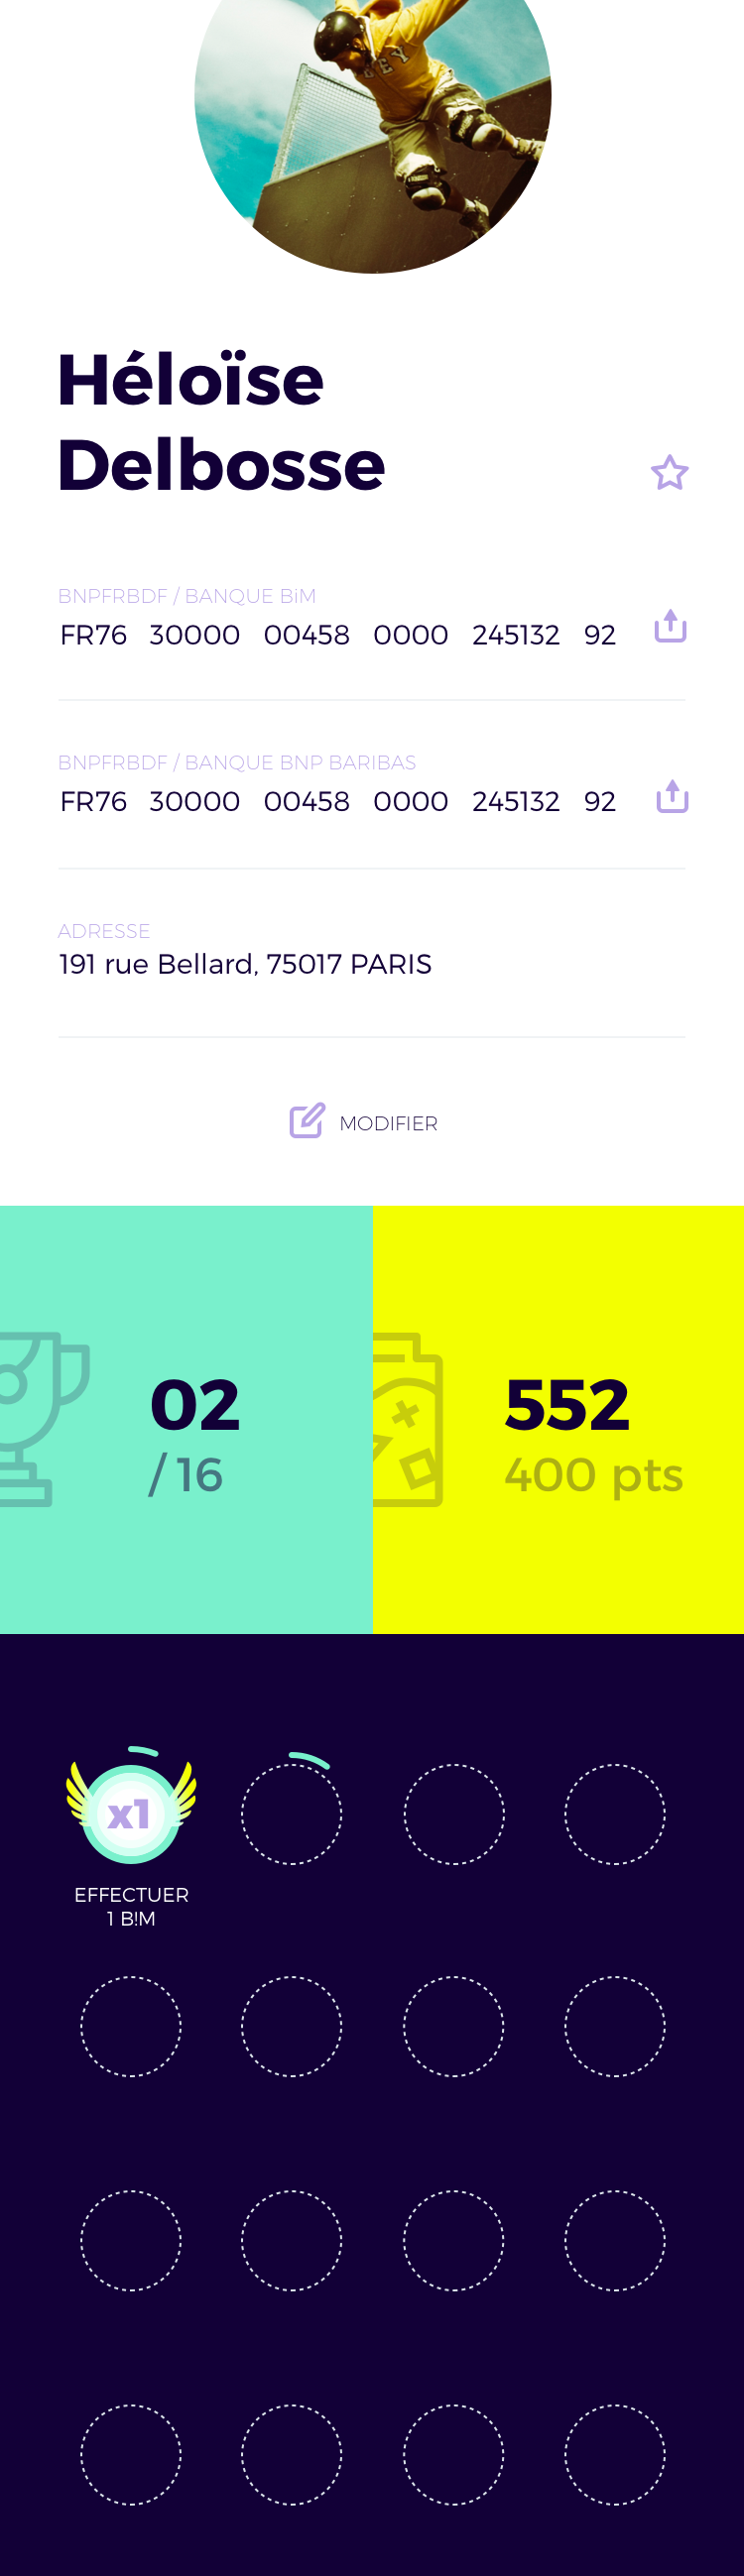 Héloïse
Delbosse
BNPFRBDF / BANQUE BiM
FR76 30000 00458 0000 245132 92
BNPFRBDF / BANQUE BNP BARIBAS
FR76 30000 00458 0000 245132 92
ADRESSE
191 rue Bellard, 75017 PARIS
MODIFIER
02
/ 16
552
400 pts
x1
EFFECTUER
1 B!M